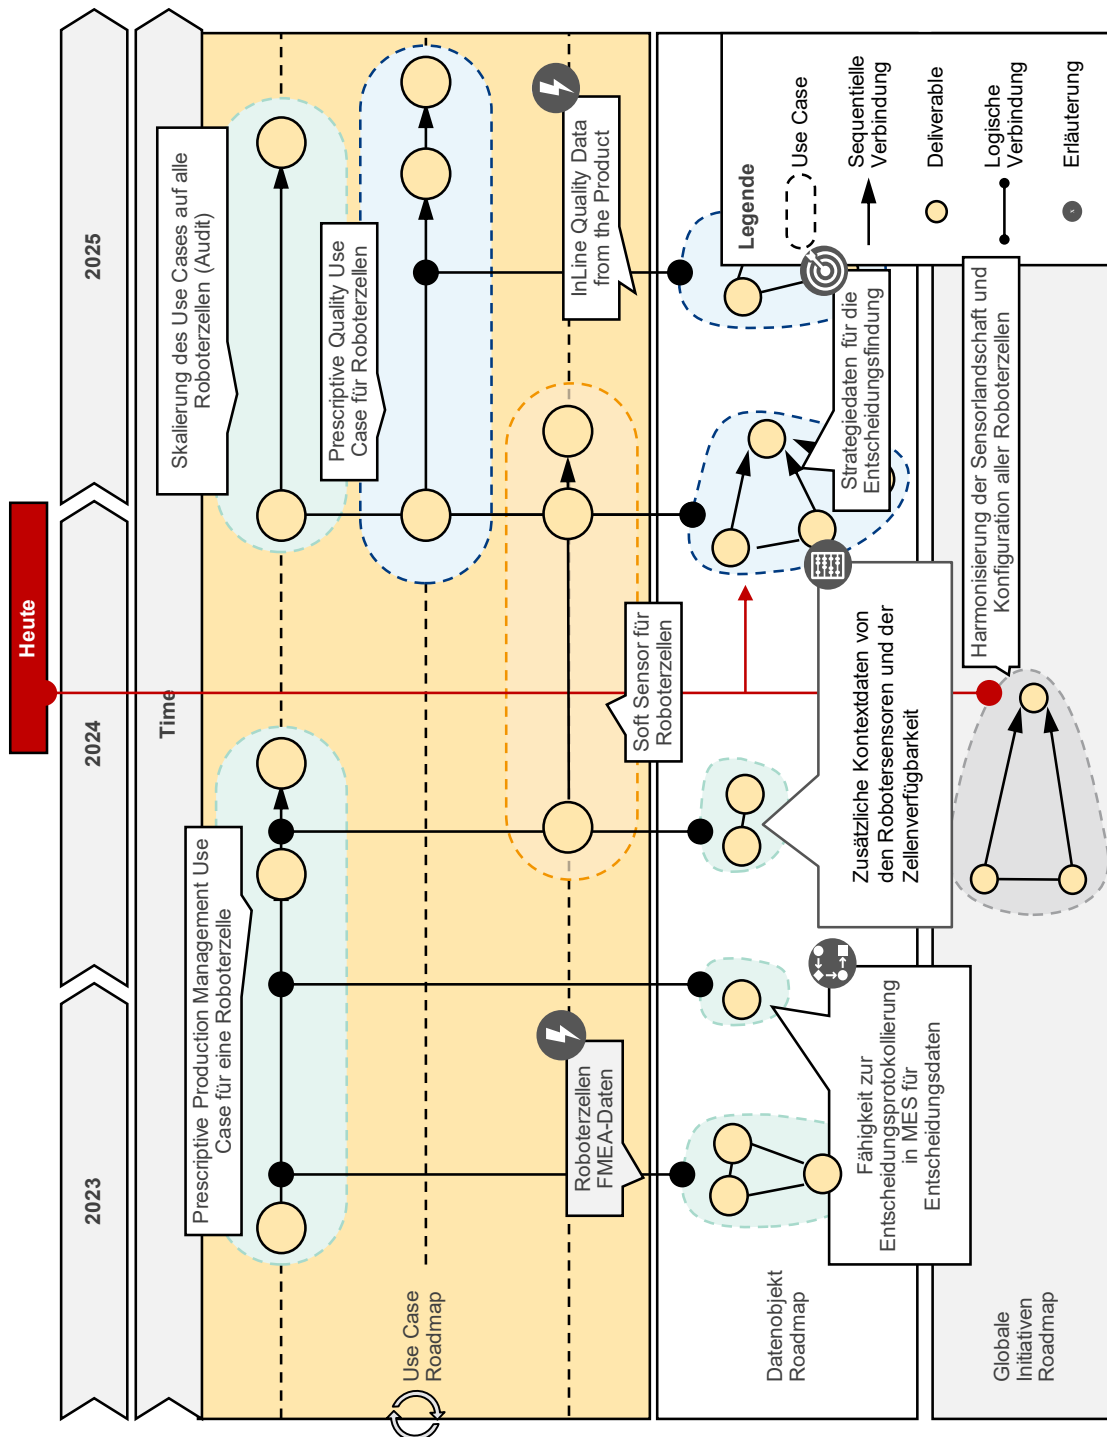 Heute
2023
2024
2025
Time
Use Case
Roadmap
Prescriptive Production Management Use
Case für eine Roboterzelle
Skalierung des Use Cases auf alle
Roboterzellen (Audit)
Prescriptive Quality Use
Case für Roboterzellen
Soft Sensor für
Roboterzellen
Roboterzellen
FMEA-Daten
InLine Quality Data
from the Product
Datenobjekt
Roadmap
Fähigkeit zur
Entscheidungsprotokollierung
in MES für
Entscheidungsdaten
Zusätzliche Kontextdaten von
den Robotersensoren und der
Zellenverfügbarkeit
Strategiedaten für die
Entscheidungsfindung
Globale
Initiativen
Roadmap
Harmonisierung der Sensorlandschaft und
Konfiguration aller Roboterzellen
Legende
Use Case
Sequentielle
Verbindung
Deliverable
Logische
Verbindung
Erläuterung